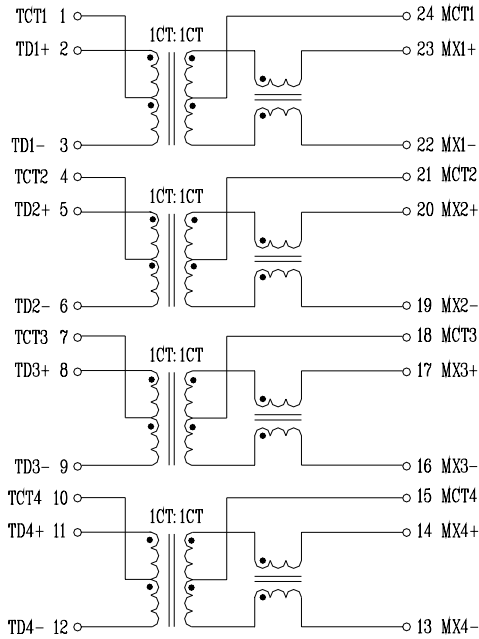 TCT1 1 24 MCT1
1CT:1CT
TD1+ 2 23 MX1+
TD1- 3 22 MX1-
TCT2 4 21 MCT2
1CT:1CT
TD2+ 5 20 MX2+
TD2- 6 19 MX2-
TCT3 7 18 MCT3
1CT:1CT
TD3+ 8 17 MX3+
TD3- 9 16 MX3-
TCT4 10 15 MCT4
1CT:1CT
TD4+ 11 14 MX4+
TD4- 12 13 MX4-